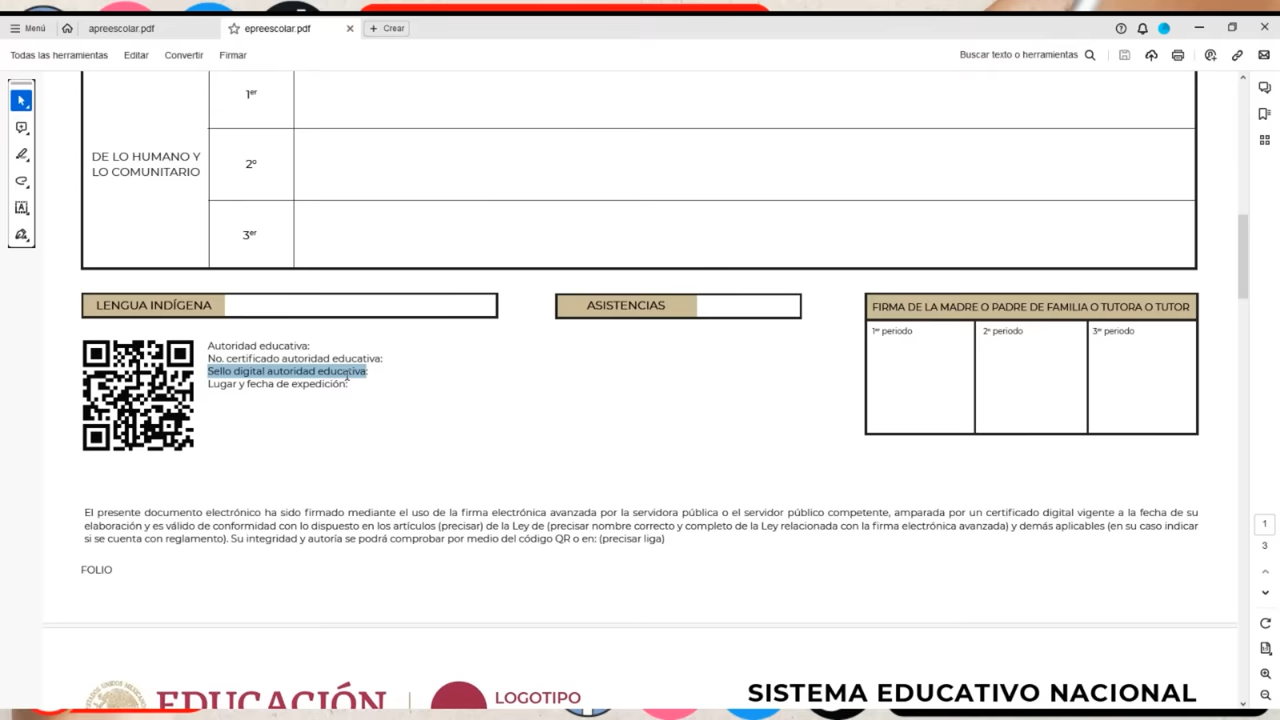 Menú
apreescolar.pdf
epreescolar.pdf
Crear
Todas las herramientas
Editar
Convertir
Firmar
Buscar texto o herramientas
DE LO HUMANO Y
LO COMUNITARIO
1er
2º
3er
LENGUA INDÍGENA
ASISTENCIAS
FIRMA DE LA MADRE O PADRE DE FAMILIA O TUTORA O TUTOR
1er periodo
2º periodo
3er periodo
Autoridad educativa:
No. certificado autoridad educativa:
Sello digital autoridad educativa:
Lugar y fecha de expedición:
El presente documento electrónico ha sido firmado mediante el uso de la firma electrónica avanzada por la servidora pública o el servidor público competente, amparada por un certificado digital vigente a la fecha de su
elaboración y es válido de conformidad con lo dispuesto en los artículos (precisar) de la Ley de (precisar nombre correcto y completo de la Ley relacionada con la firma electrónica avanzada) y demás aplicables (en su caso indicar
si se cuenta con reglamento). Su integridad y autoría se podrá comprobar por medio del código QR o en: (precisar liga)
FOLIO
1
3
EDUCACIÓN
LOGOTIPO
SISTEMA EDUCATIVO NACIONAL